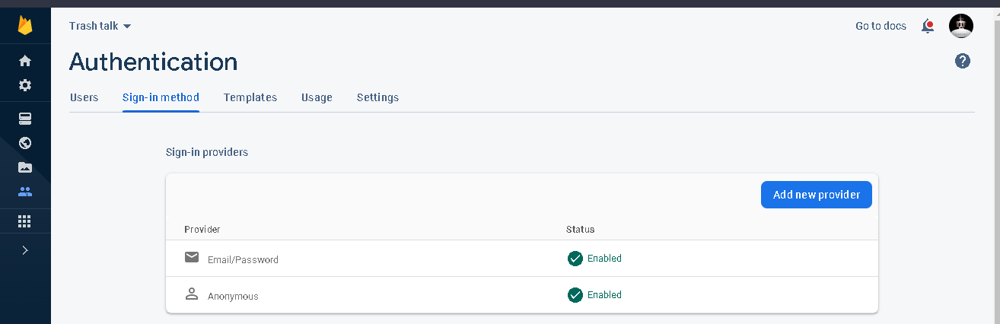 Trash talk
Go to docs
Authentication
Users Sign-in method Templates Usage Settings
Sign-in providers
Add new provider
Provider Status
Email/Password Enabled
Anonymous Enabled